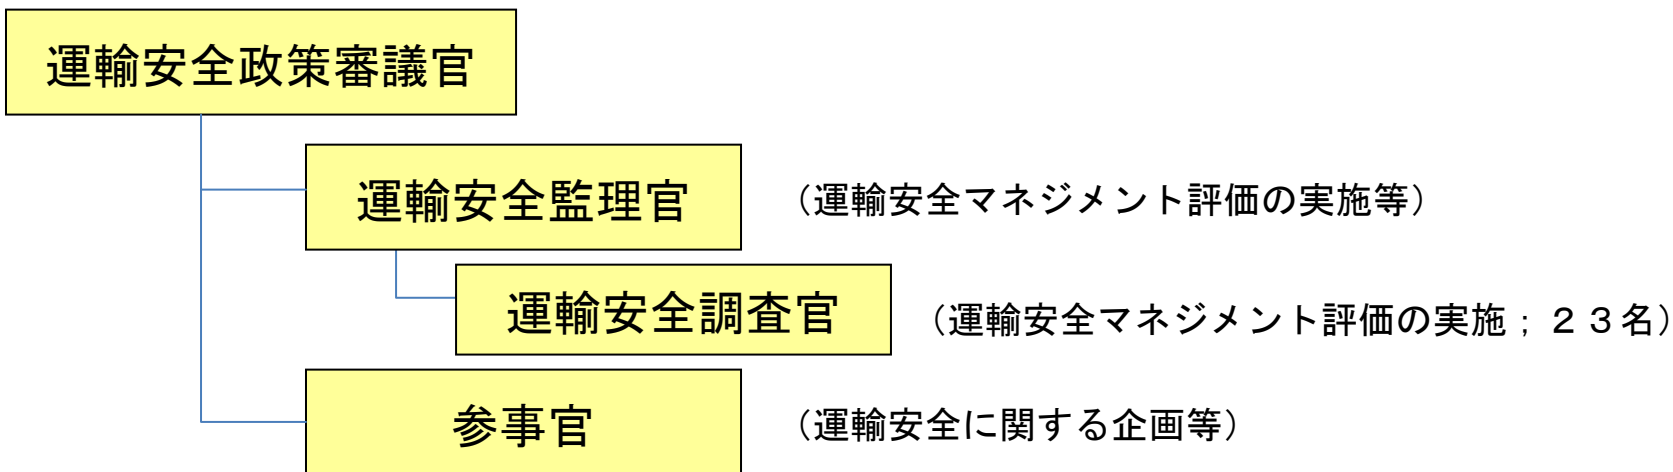 運輸安全政策審議官
運輸安全監理官
（運輸安全マネジメント評価の実施等）
運輸安全調査官
（運輸安全マネジメント評価の実施；２３名）
参事官
（運輸安全に関する企画等）